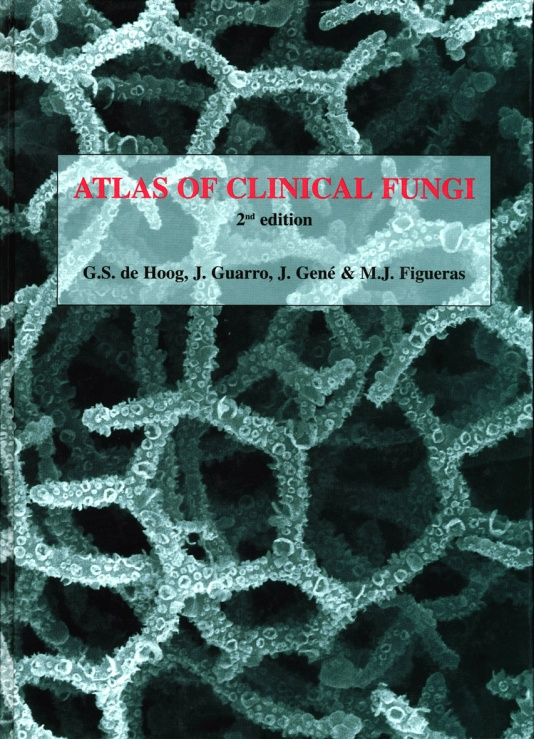 ATLAS OF CLINICAL FUNGI
2nd edition
G.S. de Hoog, J. Guarro, J. Gené & M.J. Figueras